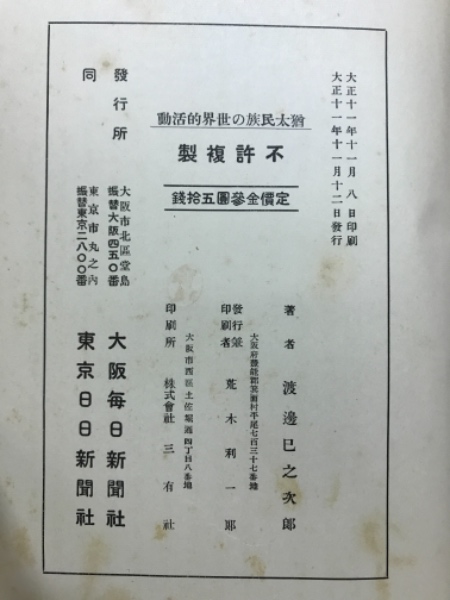 大正十一年十一月八日印刷
大正十一年十一月十二日發行
猶太民族の世界的活動
不許複製
定價金參圓五拾錢
著者 渡邊巳之次郎
大阪府豐能郡箕面村平尾七百三十七番地
發行兼印刷者 荒木利一郎
大阪市西區土佐堀通四丁目八番地
印刷所 株式會社三有社
發行所 大阪市北區堂島 振替大阪四五〇番 大阪每日新聞社
同 東京市丸之內 振替東京二八〇〇番 東京日日新聞社